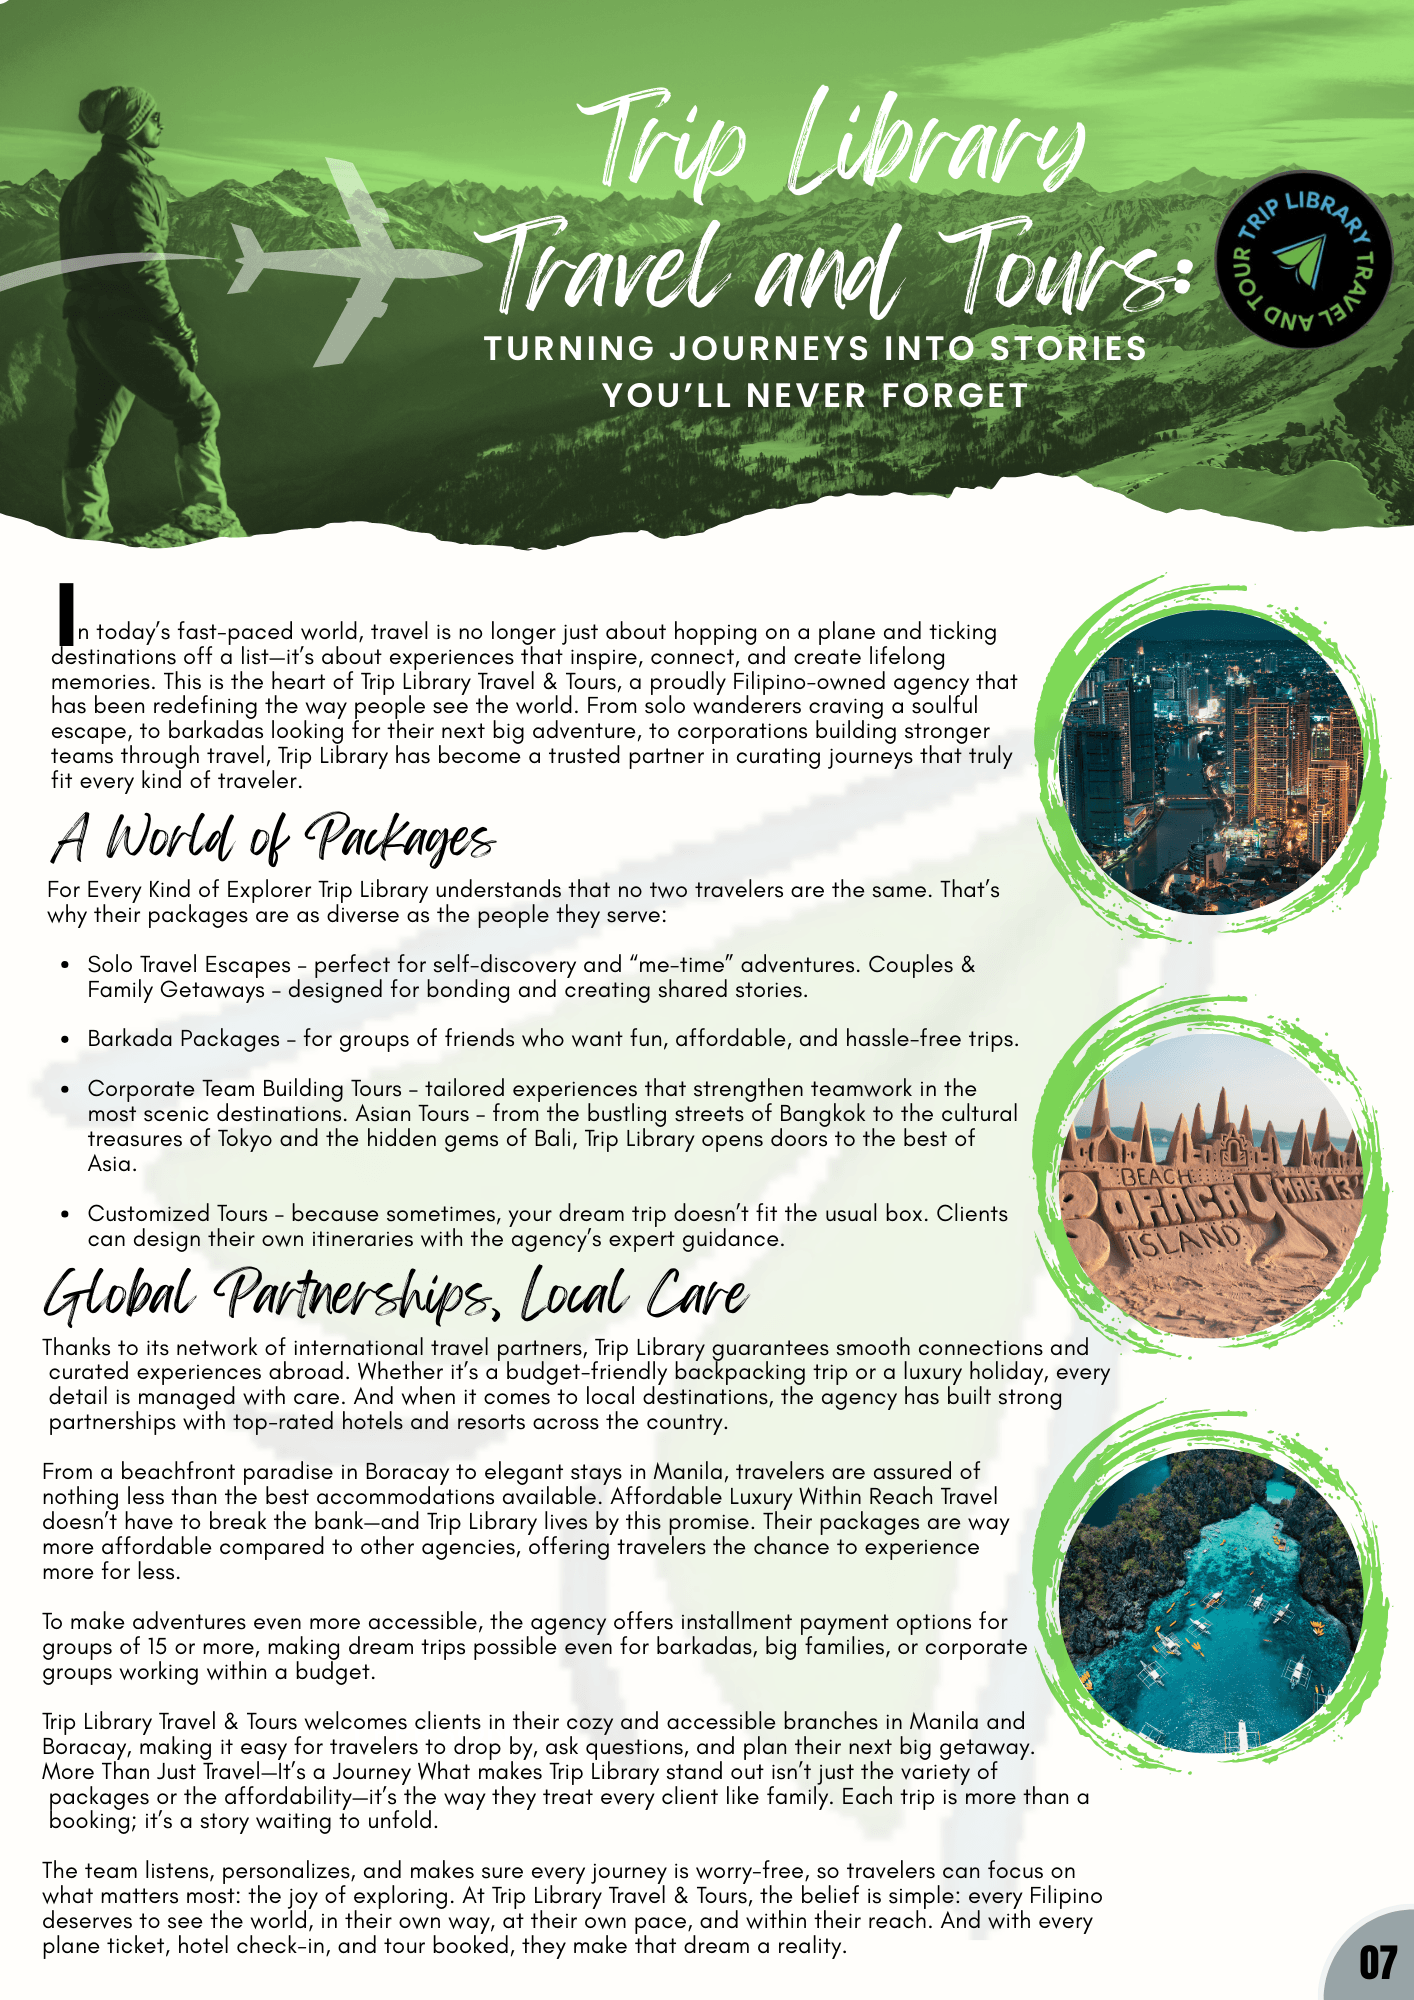 Trip Library
Travel and Tours:
TURNING JOURNEYS INTO STORIES
YOU'LL NEVER FORGET
TRIP LIBRARY TRAVEL AND TOUR
In today's fast-paced world, travel is no longer just about hopping on a plane and ticking
destinations off a list—it's about experiences that inspire, connect, and create lifelong
memories. This is the heart of Trip Library Travel & Tours, a proudly Filipino-owned agency that
has been redefining the way people see the world. From solo wanderers craving a soulful
escape, to barkadas looking for their next big adventure, to corporations building stronger
teams through travel, Trip Library has become a trusted partner in curating journeys that truly
fit every kind of traveler.
A World of Packages
For Every Kind of Explorer Trip Library understands that no two travelers are the same. That's
why their packages are as diverse as the people they serve:
• Solo Travel Escapes – perfect for self-discovery and “me-time” adventures. Couples &
Family Getaways – designed for bonding and creating shared stories.
• Barkada Packages – for groups of friends who want fun, affordable, and hassle-free trips.
• Corporate Team Building Tours – tailored experiences that strengthen teamwork in the
most scenic destinations. Asian Tours – from the bustling streets of Bangkok to the cultural
treasures of Tokyo and the hidden gems of Bali, Trip Library opens doors to the best of
Asia.
• Customized Tours – because sometimes, your dream trip doesn't fit the usual box. Clients
can design their own itineraries with the agency's expert guidance.
BEACH
BORACAY MAR 13
ISLAND
Global Partnerships, Local Care
Thanks to its network of international travel partners, Trip Library guarantees smooth connections and
curated experiences abroad. Whether it's a budget-friendly backpacking trip or a luxury holiday, every
detail is managed with care. And when it comes to local destinations, the agency has built strong
partnerships with top-rated hotels and resorts across the country.
From a beachfront paradise in Boracay to elegant stays in Manila, travelers are assured of
nothing less than the best accommodations available. Affordable Luxury Within Reach Travel
doesn't have to break the bank—and Trip Library lives by this promise. Their packages are way
more affordable compared to other agencies, offering travelers the chance to experience
more for less.
To make adventures even more accessible, the agency offers installment payment options for
groups of 15 or more, making dream trips possible even for barkadas, big families, or corporate
groups working within a budget.
Trip Library Travel & Tours welcomes clients in their cozy and accessible branches in Manila and
Boracay, making it easy for travelers to drop by, ask questions, and plan their next big getaway.
More Than Just Travel—It's a Journey What makes Trip Library stand out isn't just the variety of
packages or the affordability—it's the way they treat every client like family. Each trip is more than a
booking; it's a story waiting to unfold.
The team listens, personalizes, and makes sure every journey is worry-free, so travelers can focus on
what matters most: the joy of exploring. At Trip Library Travel & Tours, the belief is simple: every Filipino
deserves to see the world, in their own way, at their own pace, and within their reach. And with every
plane ticket, hotel check-in, and tour booked, they make that dream a reality.
07